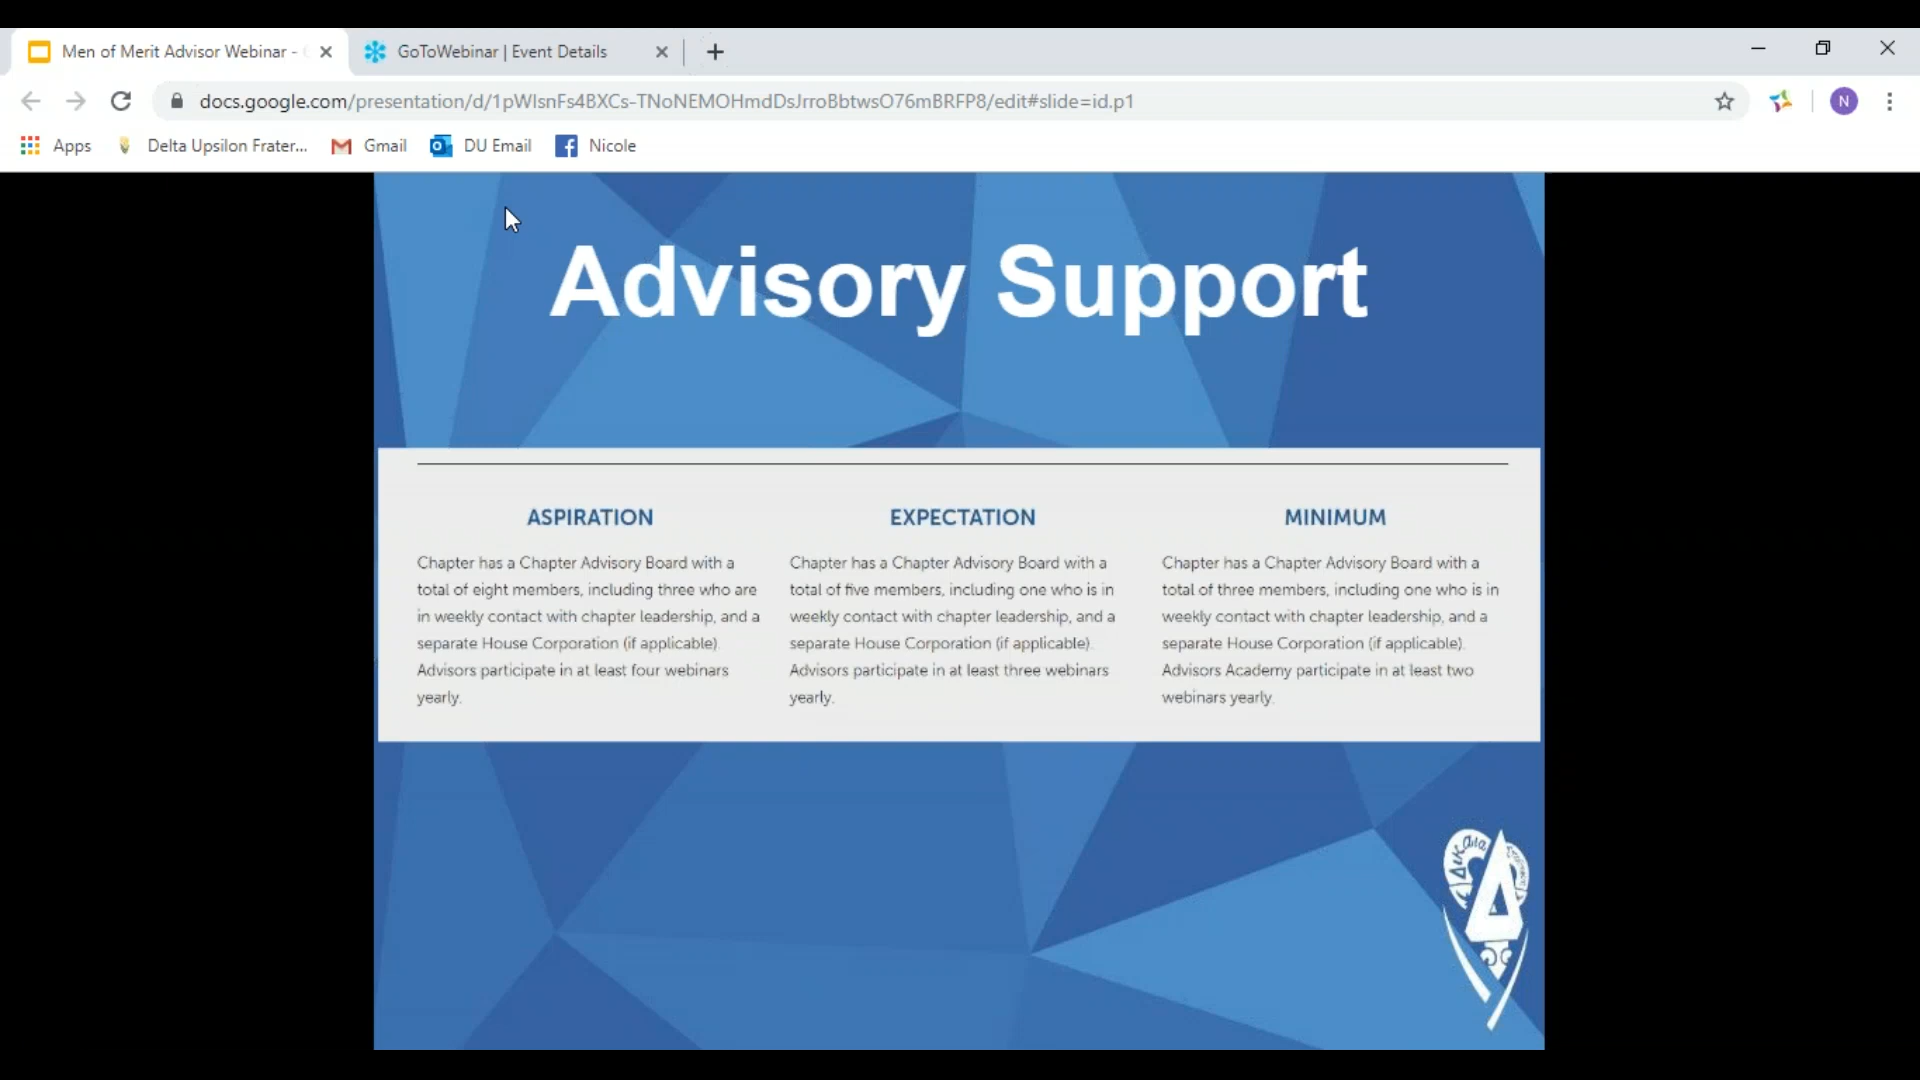 Men of Merit Advisor Webinar -
GoToWebinar | Event Details
docs.google.com/presentation/d/1pWlsnFs4BXCs-TNoNEMOHmdDsJrroBbtwsO76mBRFP8/edit#slide=id.p1
N
Apps
Delta Upsilon Frater...
Gmail
DU Email
Nicole
Advisory Support
ASPIRATION
Chapter has a Chapter Advisory Board with a
total of eight members, including three who are
in weekly contact with chapter leadership, and a
separate House Corporation (if applicable).
Advisors participate in at least four webinars
yearly.
EXPECTATION
Chapter has a Chapter Advisory Board with a
total of five members, including one who is in
weekly contact with chapter leadership, and a
separate House Corporation (if applicable).
Advisors participate in at least three webinars
yearly.
MINIMUM
Chapter has a Chapter Advisory Board with a
total of three members, including one who is in
weekly contact with chapter leadership, and a
separate House Corporation (if applicable).
Advisors Academy participate in at least two
webinars yearly.
Δικαια